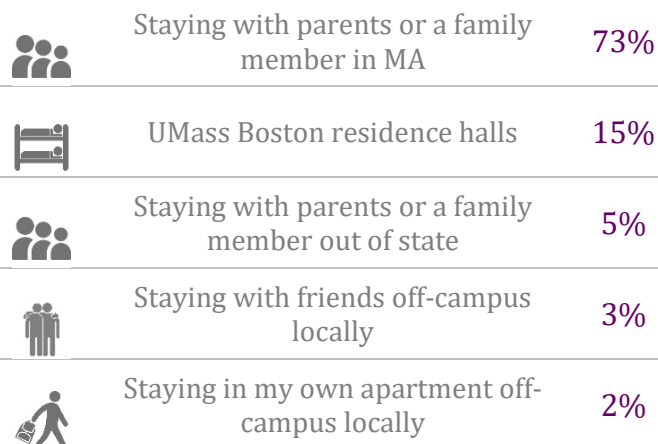 Staying with parents or a family
member in MA
73%
UMass Boston residence halls
15%
Staying with parents or a family
member out of state
5%
Staying with friends off-campus
locally
3%
Staying in my own apartment off-
campus locally
2%